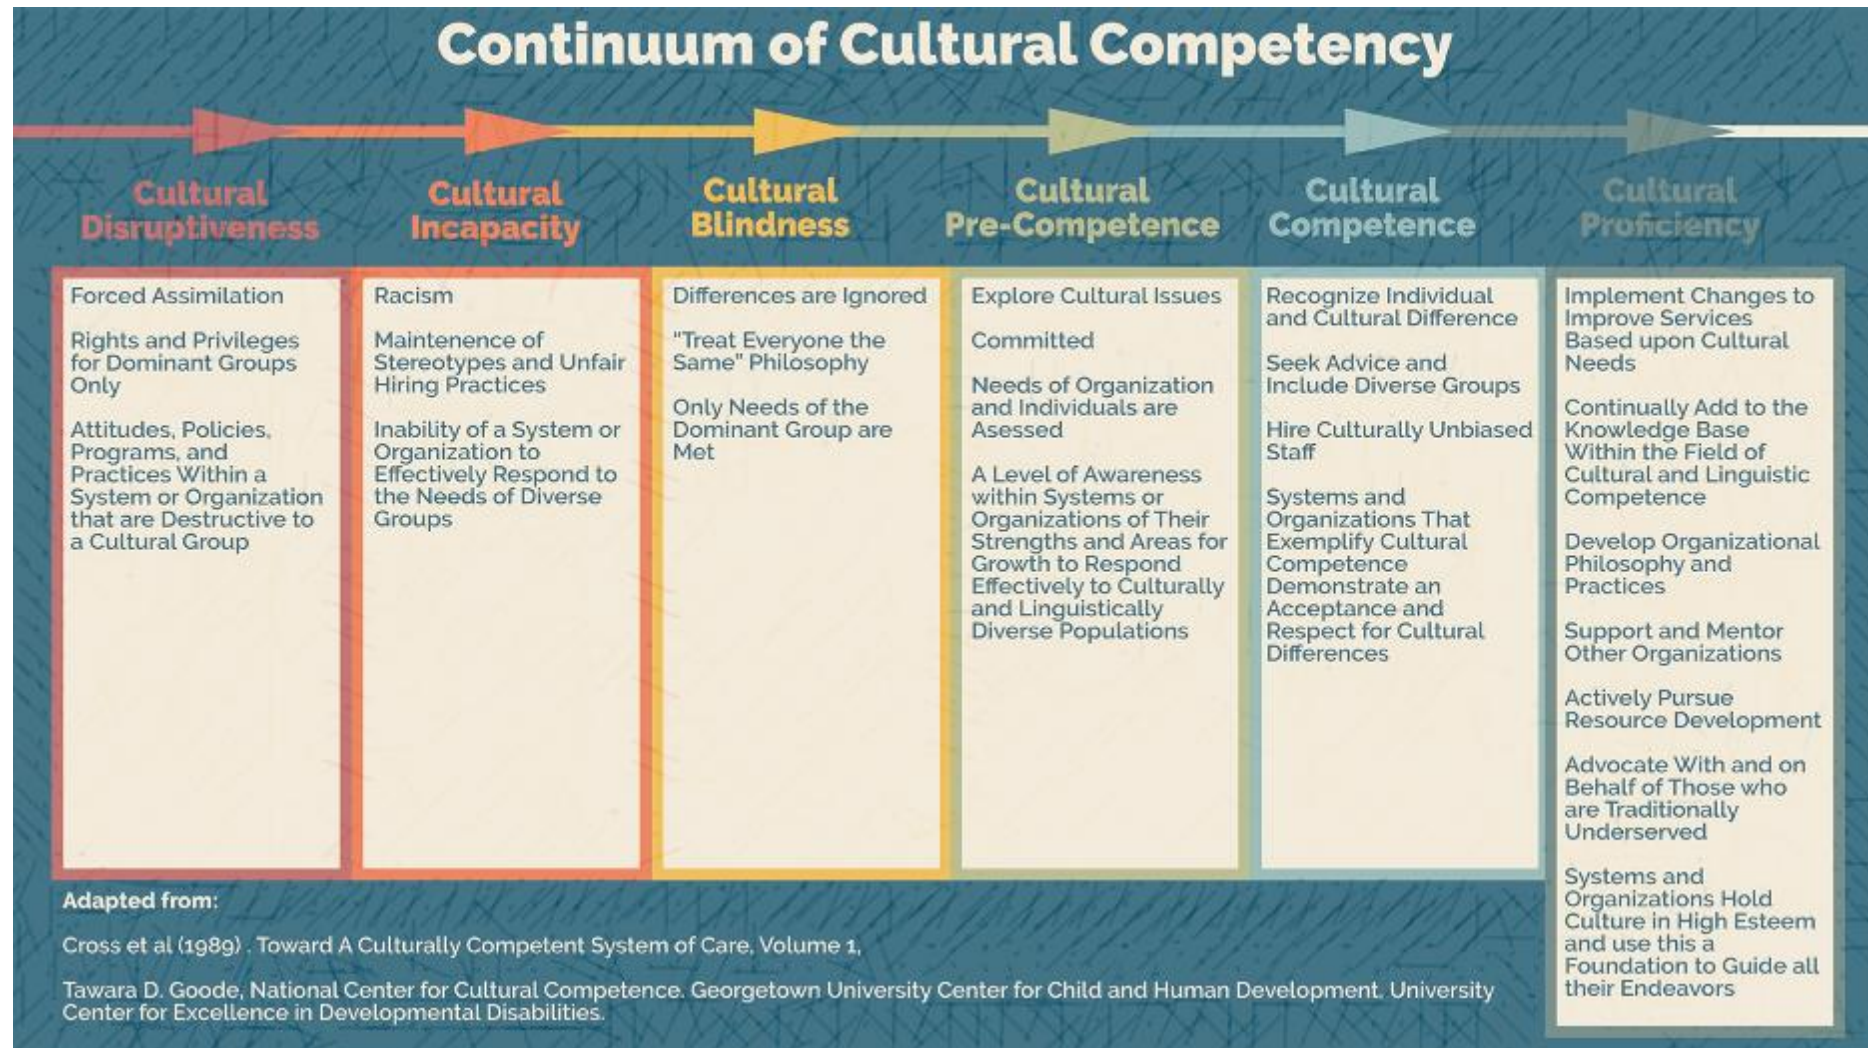 Continuum of Cultural Competency
Cultural
Disruptiveness
Forced Assimilation
Rights and Privileges
for Dominant Groups
Only
Attitudes, Policies,
Programs, and
Practices Within a
System or Organization
that are Destructive to
a Cultural Group
Cultural
Incapacity
Racism
Maintenence of
Stereotypes and Unfair
Hiring Practices
Inability of a System or
Organization to
Effectively Respond to
the Needs of Diverse
Groups
Cultural
Blindness
Differences are Ignored
"Treat Everyone the
Same" Philosophy
Only Needs of the
Dominant Group are
Met
Cultural
Pre-Competence
Explore Cultural Issues
Committed
Needs of Organization
and Individuals are
Asessed
A Level of Awareness
within Systems or
Organizations of Their
Strengths and Areas for
Growth to Respond
Effectively to Culturally
and Linguistically
Diverse Populations
Cultural
Competence
Recognize Individual
and Cultural Difference
Seek Advice and
Include Diverse Groups
Hire Culturally Unbiased
Staff
Systems and
Organizations That
Exemplify Cultural
Competence
Demonstrate an
Acceptance and
Respect for Cultural
Differences
Cultural
Proficiency
Implement Changes to
Improve Services
Based upon Cultural
Needs
Continually Add to the
Knowledge Base
Within the Field of
Cultural and Linguistic
Competence
Develop Organizational
Philosophy and
Practices
Support and Mentor
Other Organizations
Actively Pursue
Resource Development
Advocate With and on
Behalf of Those who
are Traditionally
Underserved
Systems and
Organizations Hold
Culture in High Esteem
and use this a
Foundation to Guide all
their Endeavors
Adapted from:
Cross et al (1989) . Toward A Culturally Competent System of Care, Volume 1,
Tawara D. Goode, National Center for Cultural Competence. Georgetown University Center for Child and Human Development, University
Center for Excellence in Developmental Disabilities.